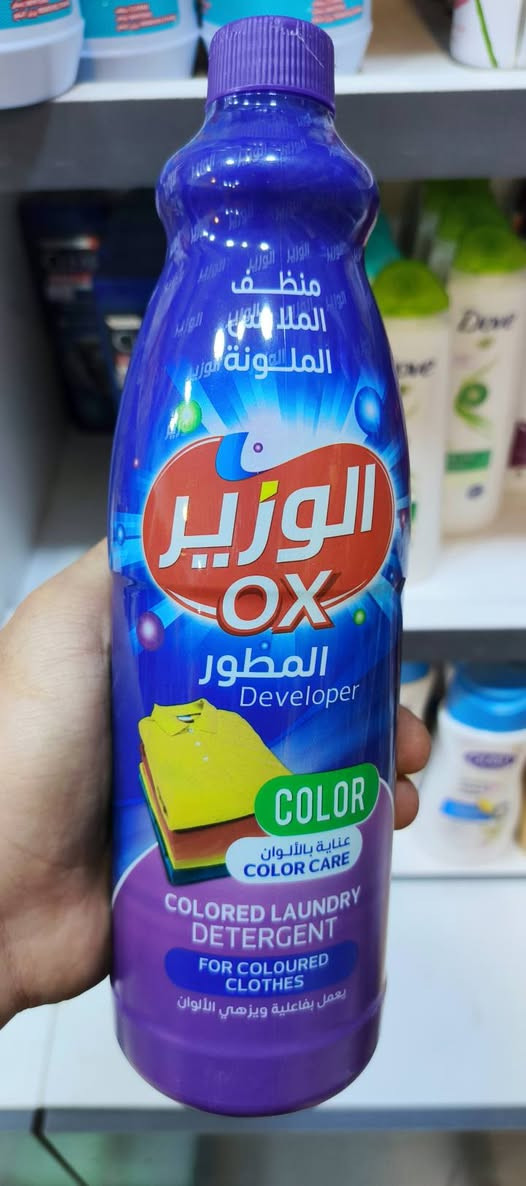 منظف
الملابس
الملونة
الوزير
OX
المطور
Developer
COLOR
عناية بالألوان
COLOR CARE
COLORED LAUNDRY
DETERGENT
FOR COLOURED
CLOTHES
يعمل بفاعلية ويزهي الألوان
Dove